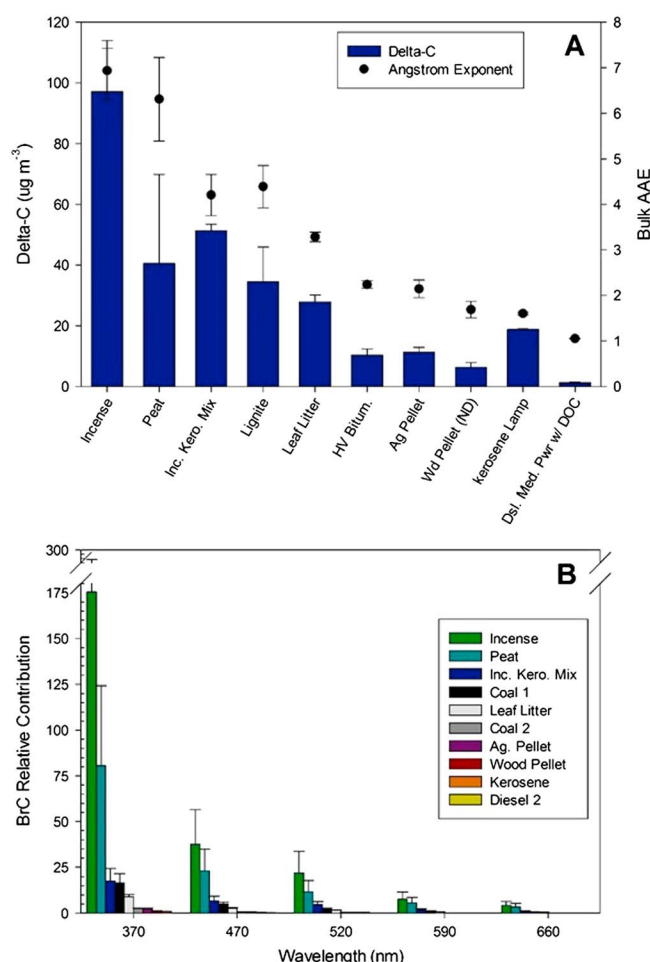 A
Delta-C
Angstrom Exponent
Delta-C (ug m-3)
120
100
80
60
40
20
0
Bulk AAE
8
7
6
5
4
3
2
1
0
Incense
Peat
Inc. Kero. Mix
Lignite
Leaf Litter
HV Bitum.
Ag Pellet
Wd Pellet (ND)
kerosene Lamp
Dsl. Med. Pwr w/ DOC
B
BrC Relative Contribution
300
175
150
125
100
75
50
25
0
Incense
Peat
Inc. Kero. Mix
Coal 1
Leaf Litter
Coal 2
Ag. Pellet
Wood Pellet
Kerosene
Diesel 2
370
470
520
590
660
Wavelength (nm)